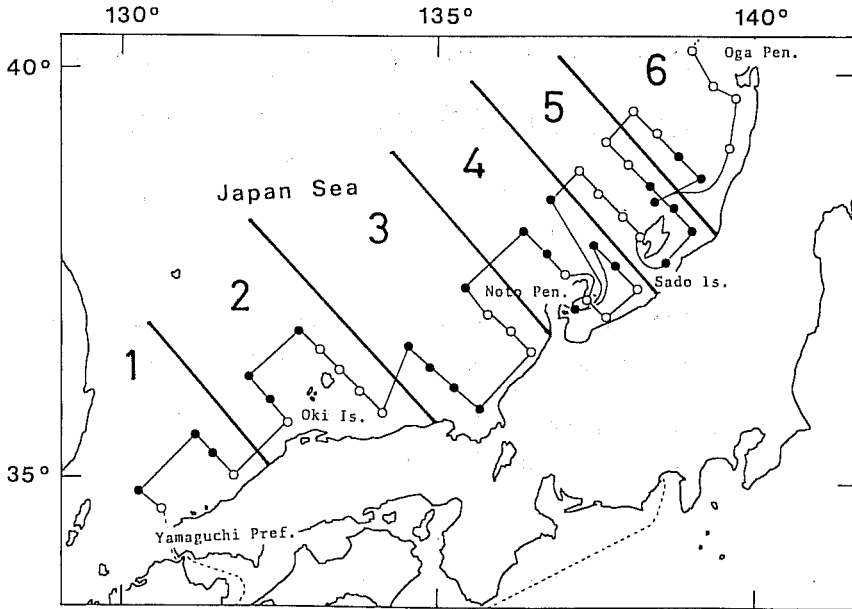 130° 135° 140°
40°
Oga Pen.
6
5
4
Japan Sea
3
Sado Is.
Noto Pen.
2
1
Oki Is.
35°
Yamaguchi Pref.